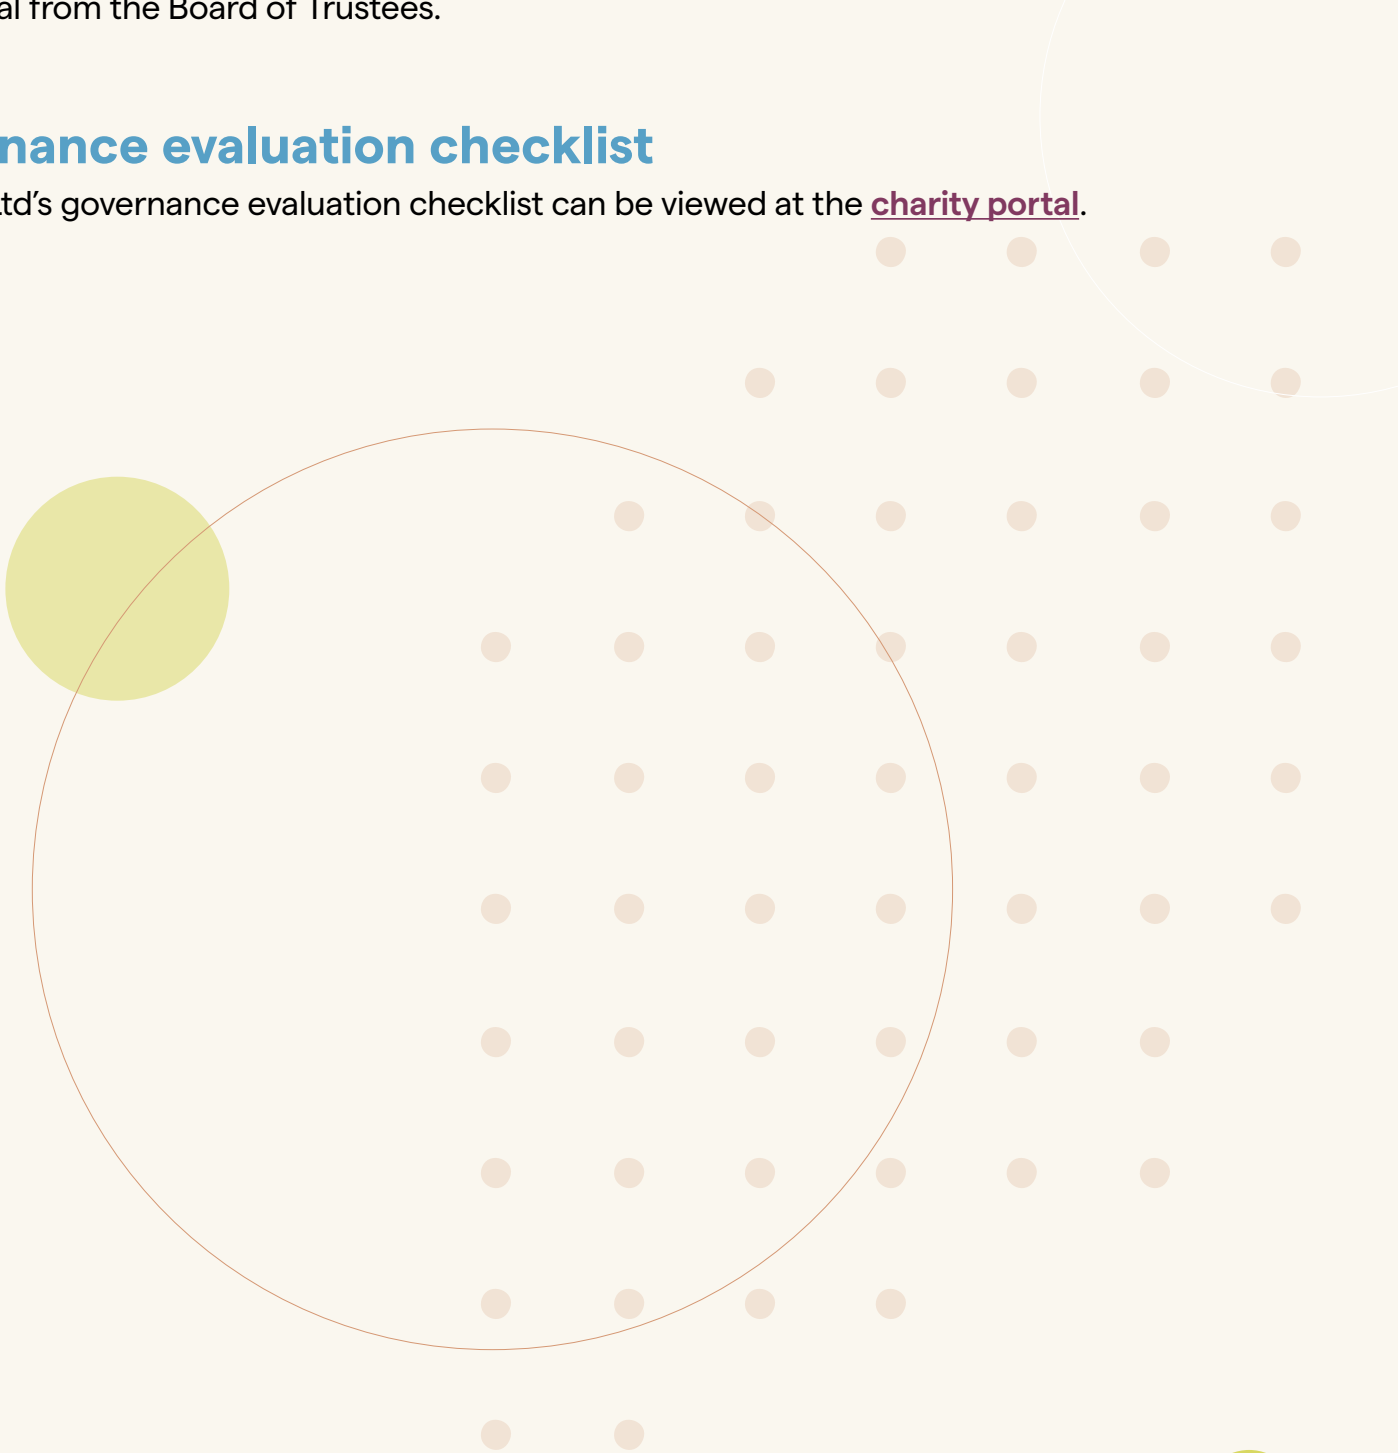 al from the Board of Trustees.
nance evaluation checklist
td’s governance evaluation checklist can be viewed at the charity portal.